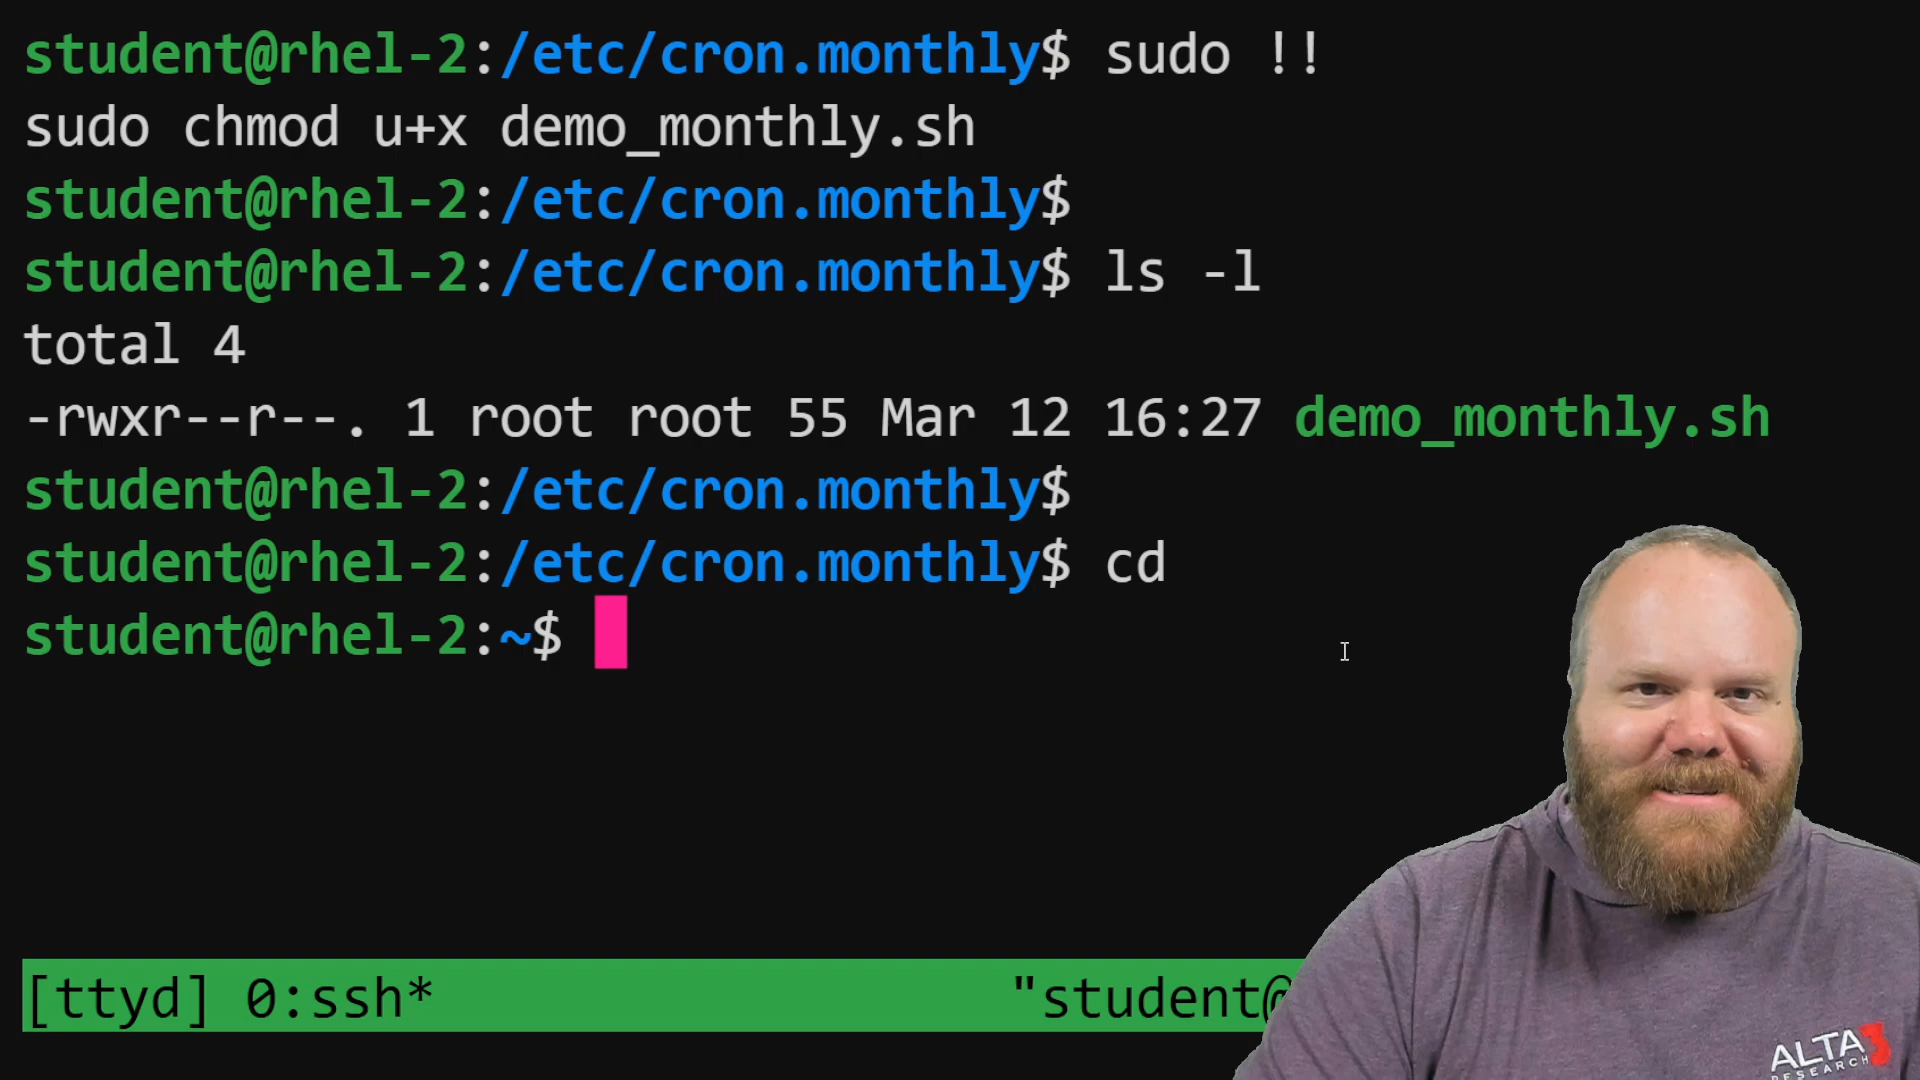 student@rhel-2:/etc/cron.monthly$ sudo !!
sudo chmod u+x demo_monthly.sh
student@rhel-2:/etc/cron.monthly$
student@rhel-2:/etc/cron.monthly$ ls -l
total 4
-rwxr--r--. 1 root root 55 Mar 12 16:27 demo_monthly.sh
student@rhel-2:/etc/cron.monthly$
student@rhel-2:/etc/cron.monthly$ cd
student@rhel-2:~$
[ttyd] 0:ssh* "student@
ALTA3
RESEARCH